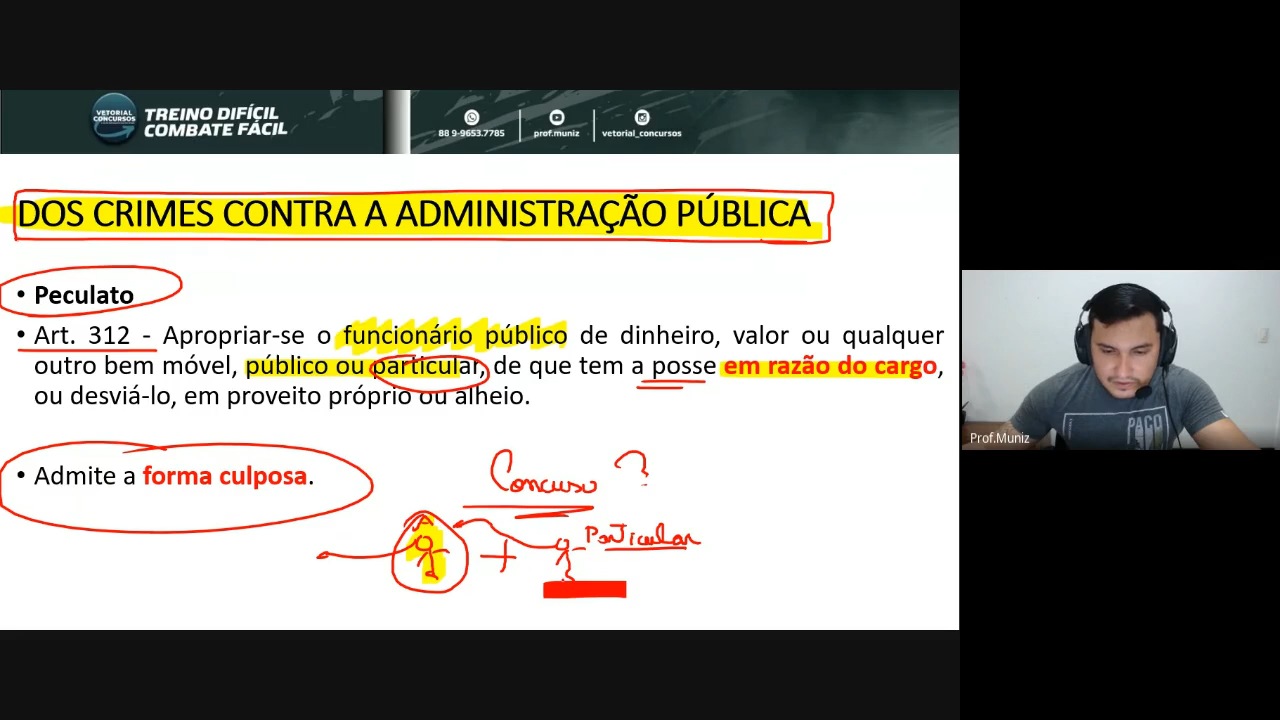 VETORIAL
CONCURSOS
TREINO DIFÍCIL
COMBATE FÁCIL
88 9-9653.7785
prof.muniz
vetorial_concursos
DOS CRIMES CONTRA A ADMINISTRAÇÃO PÚBLICA
• Peculato
• Art. 312 - Apropriar-se o funcionário público de dinheiro, valor ou qualquer
outro bem móvel, público ou particular, de que tem a posse em razão do cargo,
ou desviá-lo, em proveito próprio ou alheio.
• Admite a forma culposa.
Concurso ?
A
+ Particular
Prof.Muniz